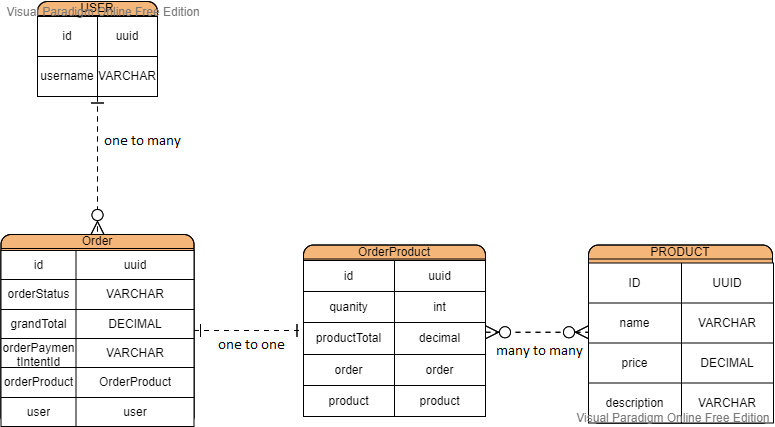 USER
Visual Paradigm Online Free Edition
id uuid
username VARCHAR
one to many
Order
id uuid
orderStatus VARCHAR
grandTotal DECIMAL
orderPaymen
tIntentId VARCHAR
orderProduct OrderProduct
user user
one to one
OrderProduct
id uuid
quanity int
productTotal decimal
order order
product product
many to many
PRODUCT
ID UUID
name VARCHAR
price DECIMAL
description VARCHAR
Visual Paradigm Online Free Edition